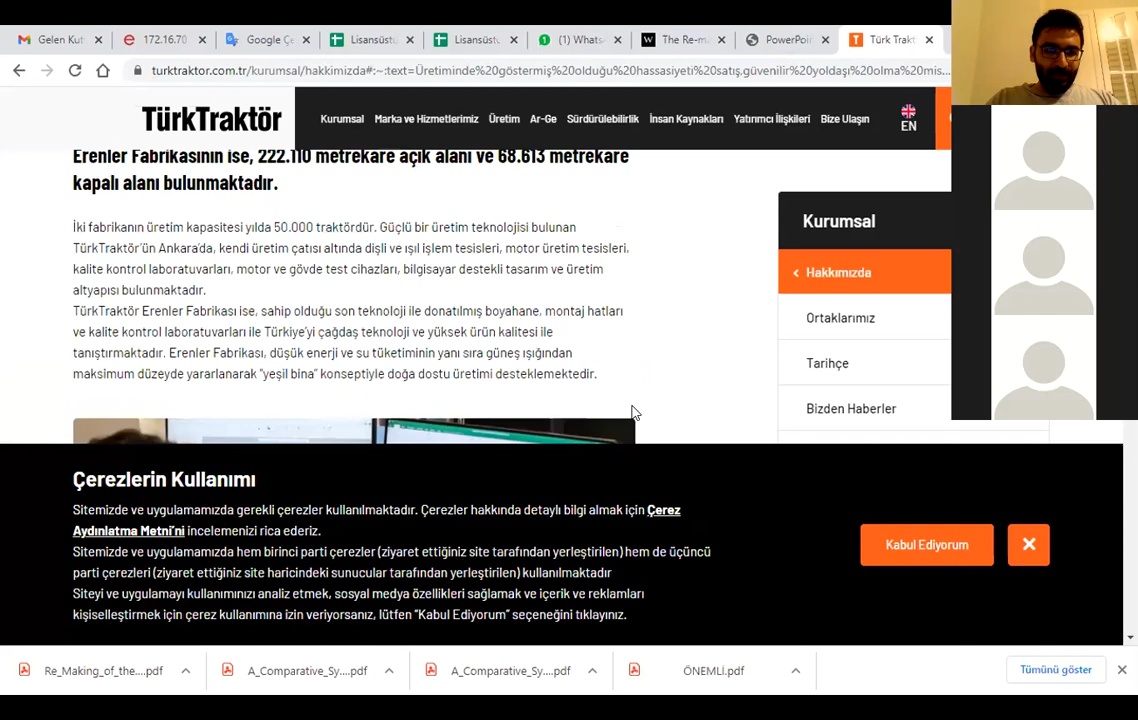 Gelen Kut
172.16.70
Google Çe
Lisansüstü
Lisansüstu
(1) Whats
The Re-m
PowerPoin
Türk Trakt
turktraktor.com.tr/kurumsal/hakkimizda#:~:text=Üretiminde%20göstermiş%20olduğu%20hassasiyeti%20satış,güvenilir%20yoldaşı%20olma%20mis...
TürkTraktör
Kurumsal Marka ve Hizmetlerimiz Üretim Ar-Ge Sürdürülebilirlik İnsan Kaynakları Yatırımcı İlişkileri Bize Ulaşın
EN
Erenler Fabrikasının ise, 222.110 metrekare açık alanı ve 68.613 metrekare
kapalı alanı bulunmaktadır.
İki fabrikanın üretim kapasitesi yılda 50.000 traktördür. Güçlü bir üretim teknolojisi bulunan
TürkTraktör'ün Ankara'da, kendi üretim çatısı altında dişli ve ısıl işlem tesisleri, motor üretim tesisleri,
kalite kontrol laboratuvarları, motor ve gövde test cihazları, bilgisayar destekli tasarım ve üretim
altyapısı bulunmaktadır.
TürkTraktör Erenler Fabrikası ise, sahip olduğu son teknoloji ile donatılmış boyahane, montaj hatları
ve kalite kontrol laboratuvarları ile Türkiye'yi çağdaş teknoloji ve yüksek ürün kalitesi ile
tanıştırmaktadır. Erenler Fabrikası, düşük enerji ve su tüketiminin yanı sıra güneş ışığından
maksimum düzeyde yararlanarak "yeşil bina" konseptiyle doğa dostu üretimi desteklemektedir.
Kurumsal
Hakkımızda
Ortaklarımız
Tarihçe
Bizden Haberler
Çerezlerin Kullanımı
Sitemizde ve uygulamamızda gerekli çerezler kullanılmaktadır. Çerezler hakkında detaylı bilgi almak için Çerez
Aydınlatma Metni'ni incelemenizi rica ederiz.
Sitemizde ve uygulamamızda hem birinci parti çerezler (ziyaret ettiğiniz site tarafından yerleştirilen) hem de üçüncü
parti çerezleri (ziyaret ettiğiniz site haricindeki sunucular tarafından yerleştirilen) kullanılmaktadır
Siteyi ve uygulamayı kullanımınızı analiz etmek, sosyal medya özellikleri sağlamak ve içerik ve reklamları
kişiselleştirmek için çerez kullanımına izin veriyorsanız, lütfen "Kabul Ediyorum" seçeneğini tıklayınız.
Kabul Ediyorum
Re_Making_of_the....pdf
A_Comparative_Sy....pdf
A_Comparative_Sy....pdf
ÖNEMLİ.pdf
Tümünü göster